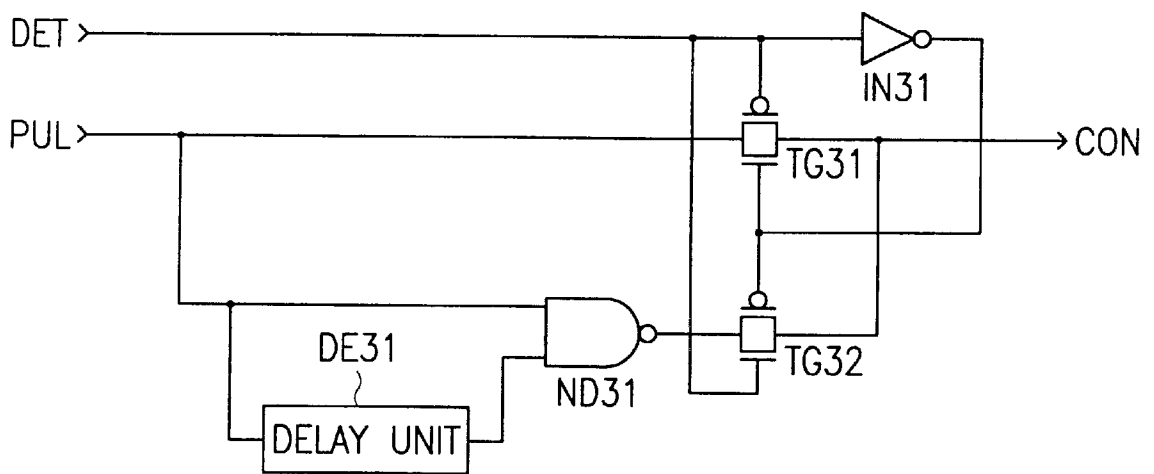 DET
IN31
PUL
CON
TG31
DE31
ND31
TG32
DELAY UNIT